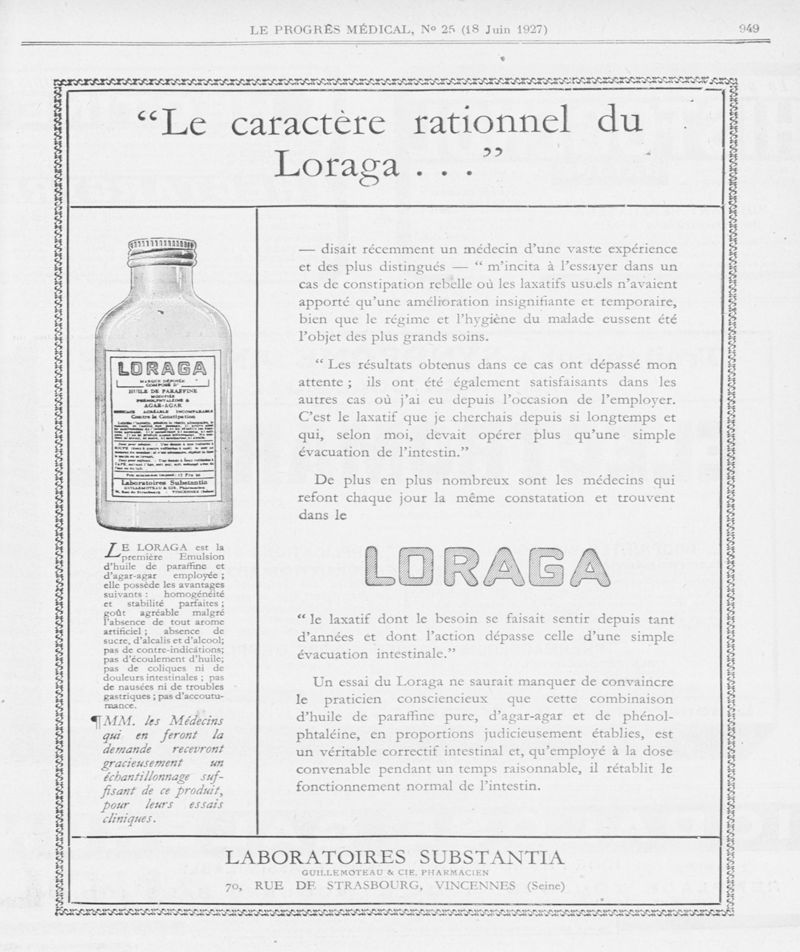 LE PROGRÈS MÉDICAL, No 25 (18 Juin 1927)
949
“Le caractère rationnel du
Loraga . . .”
LORAGA
MARQUE DÉPOSÉE
HUILE DE PARAFFINE
PHÉNOLPHTALÉINE &
AGAR-AGAR
AGRÉABLE INCOMPARABLE
Contre la Constipation
Laboratoires Substantia
GUILLEMOTEAU & CIE, Pharmacien
VINCENNES (Seine)
LE LORAGA est la
première Emulsion
d'huile de paraffine et
d'agar-agar employée ;
elle possède les avantages
suivants : homogénéité
et stabilité parfaites ;
goût agréable malgré
l'absence de tout arome
artificiel ; absence de
sucre, d'alcalis et d'alcool;
pas de contre-indications;
pas d'écoulement d'huile;
pas de coliques ni de
douleurs intestinales ; pas
de nausées ni de troubles
gastriques ; pas d'accoutu-
mance.
¶ MM. les Médecins
qui en feront la
demande recevront
gracieusement un
échantillonnage suf-
fisant de ce produit,
pour leurs essais
cliniques.
— disait récemment un médecin d'une vaste expérience
et des plus distingués — “ m'incita à l'essayer dans un
cas de constipation rebelle où les laxatifs usuels n'avaient
apporté qu'une amélioration insignifiante et temporaire,
bien que le régime et l'hygiène du malade eussent été
l'objet des plus grands soins.
“ Les résultats obtenus dans ce cas ont dépassé mon
attente ; ils ont été également satisfaisants dans les
autres cas où j'ai eu depuis l'occasion de l'employer.
C'est le laxatif que je cherchais depuis si longtemps et
qui, selon moi, devait opérer plus qu'une simple
évacuation de l'intestin.”
De plus en plus nombreux sont les médecins qui
refont chaque jour la même constatation et trouvent
dans le
LORAGA
“ le laxatif dont le besoin se faisait sentir depuis tant
d'années et dont l'action dépasse celle d'une simple
évacuation intestinale.”
Un essai du Loraga ne saurait manquer de convaincre
le praticien consciencieux que cette combinaison
d'huile de paraffine pure, d'agar-agar et de phénol-
phtaléine, en proportions judicieusement établies, est
un véritable correctif intestinal et, qu'employé à la dose
convenable pendant un temps raisonnable, il rétablit le
fonctionnement normal de l'intestin.
LABORATOIRES SUBSTANTIA
GUILLEMOTEAU & CIE, PHARMACIEN
70, RUE DE STRASBOURG, VINCENNES (Seine)